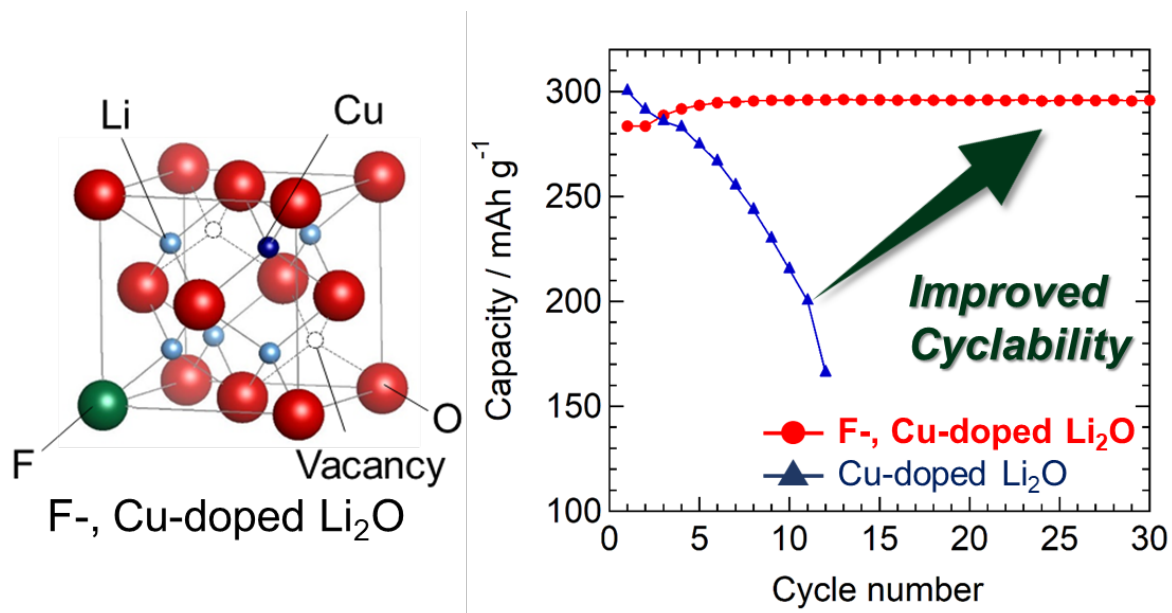 Li
Cu
F
O
Vacancy
F-, Cu-doped Li₂O
Capacity / mAh g⁻¹
300
250
200
150
100
0
5
10
15
20
25
30
Cycle number
Improved
Cyclability
F-, Cu-doped Li₂O
Cu-doped Li₂O